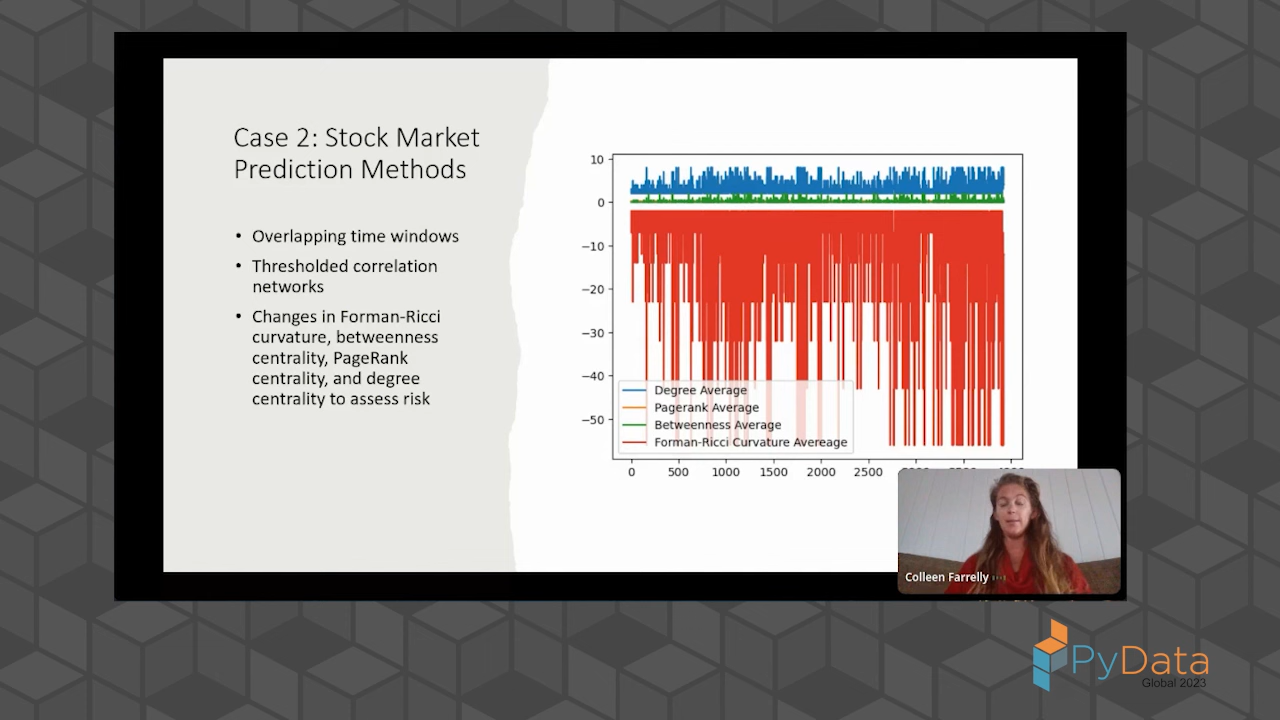 Case 2: Stock Market
Prediction Methods
• Overlapping time windows
• Thresholded correlation
networks
• Changes in Forman-Ricci
curvature, betweenness
centrality, PageRank
centrality, and degree
centrality to assess risk
10
0
−10
−20
−30
−40
−50
Degree Average
Pagerank Average
Betweenness Average
Forman-Ricci Curvature Avereage
0 500 1000 1500 2000 2500
Colleen Farrelly
PyData
Global 2023